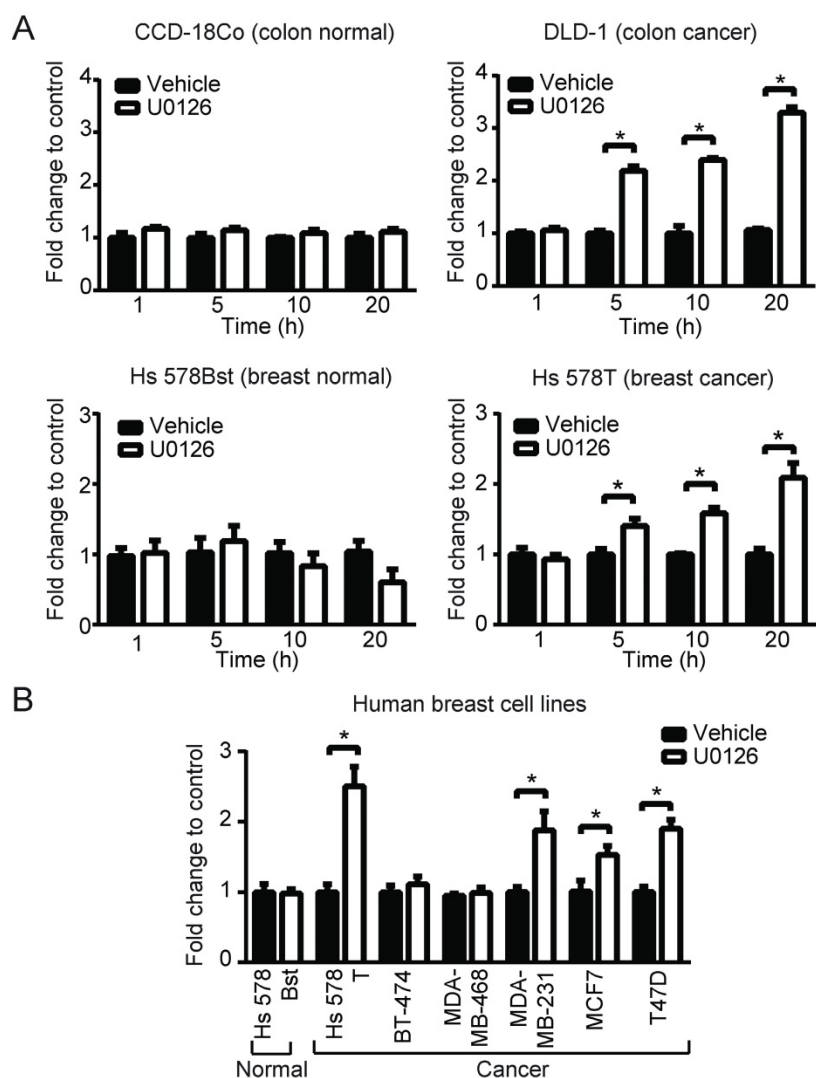 A
CCD-18Co (colon normal)
Fold change to control
4
3
2
1
0
Vehicle
U0126
1 5 10 20
Time (h)
DLD-1 (colon cancer)
Fold change to control
4
3
2
1
0
Vehicle
U0126
* * *
1 5 10 20
Time (h)
Hs 578Bst (breast normal)
Fold change to control
3
2
1
0
Vehicle
U0126
1 5 10 20
Time (h)
Hs 578T (breast cancer)
Fold change to control
3
2
1
0
Vehicle
U0126
* * *
1 5 10 20
Time (h)
B
Human breast cell lines
Fold change to control
3
2
1
0
Vehicle
U0126
* * * *
Hs 578
Bst
Hs 578
T
BT-474
MDA-
MB-468
MDA-
MB-231
MCF7
T47D
Normal Cancer